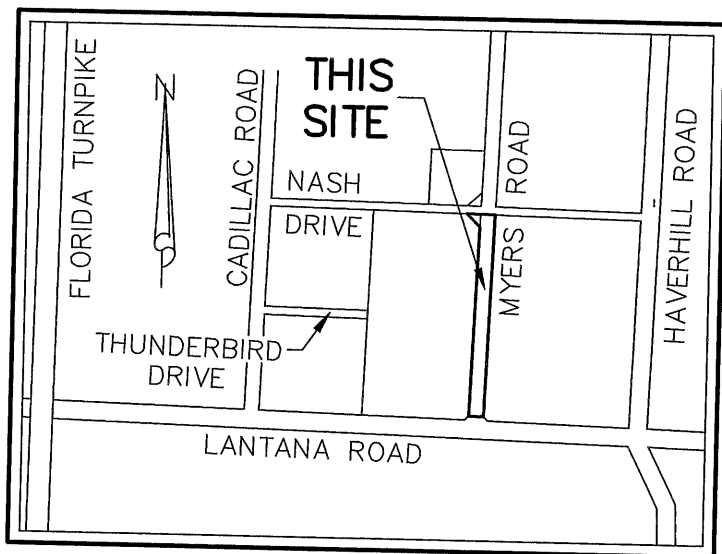 FLORIDA TURNPIKE
N
CADILLAC ROAD
THIS
SITE
NASH
DRIVE
ROAD
MYERS
HAVERHILL ROAD
THUNDERBIRD
DRIVE
LANTANA ROAD